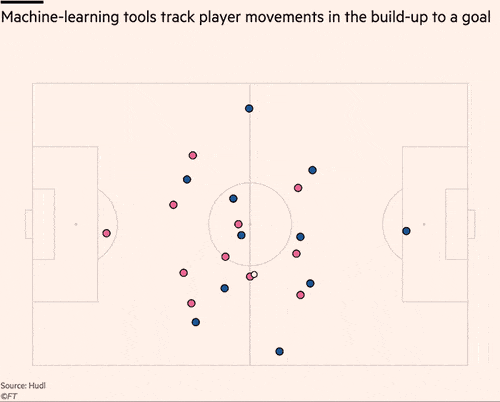 Machine-learning tools track player movements in the build-up to a goal
Source: Hudl
©FT